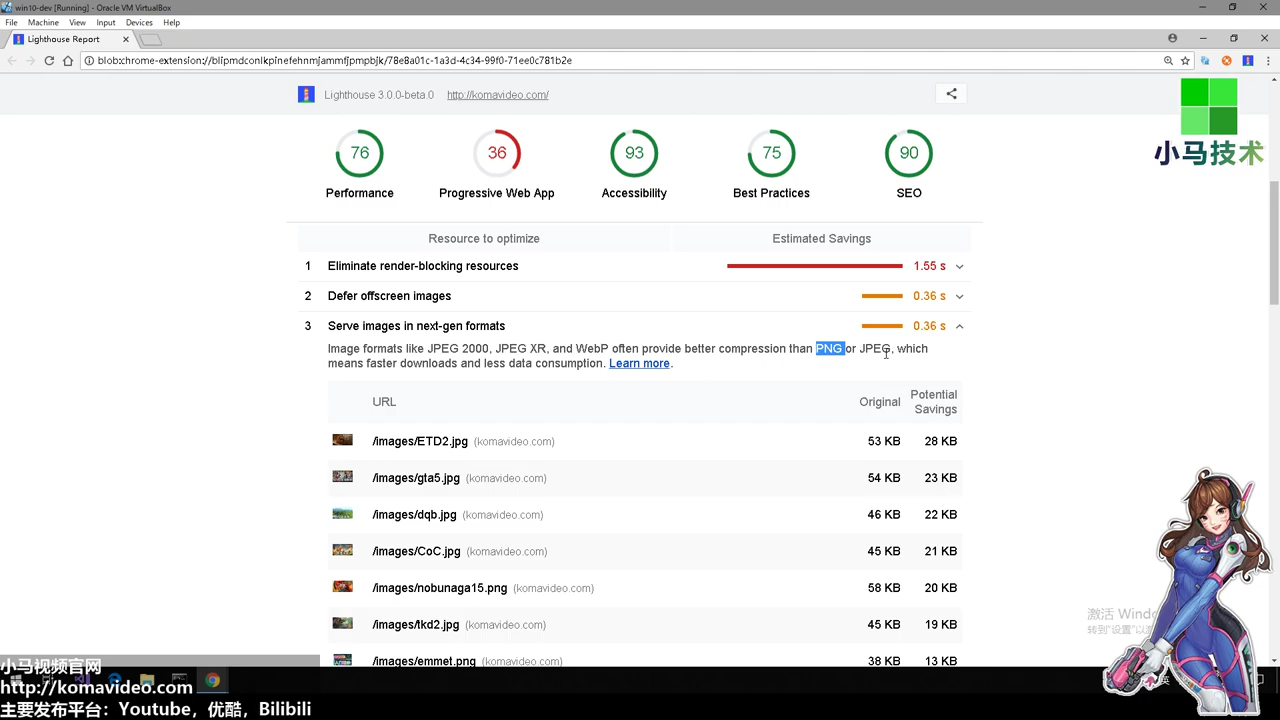 win10-dev [Running] - Oracle VM VirtualBox
File Machine View Input Devices Help
Lighthouse Report
blob:chrome-extension://blipmdconlkpinefehnmjammfjpmpbjk/78e8a01c-1a3d-4c34-99f0-71ee0c781b2e
Lighthouse 3.0.0-beta.0 http://komavideo.com/
小马技术
76 36 93 75 90
Performance Progressive Web App Accessibility Best Practices SEO
Resource to optimize Estimated Savings
1 Eliminate render-blocking resources 1.55 s
2 Defer offscreen images 0.36 s
3 Serve images in next-gen formats 0.36 s
Image formats like JPEG 2000, JPEG XR, and WebP often provide better compression than PNG or JPEG, which
means faster downloads and less data consumption. Learn more.
URL Original Potential Savings
/images/ETD2.jpg (komavideo.com) 53 KB 28 KB
/images/gta5.jpg (komavideo.com) 54 KB 23 KB
/images/dqb.jpg (komavideo.com) 46 KB 22 KB
/images/CoC.jpg (komavideo.com) 45 KB 21 KB
/images/nobunaga15.png (komavideo.com) 58 KB 20 KB
/images/tkd2.jpg (komavideo.com) 45 KB 19 KB
/images/emmet.png (komavideo.com) 38 KB 13 KB
激活 Windo
转到"设置"以
小马视频官网
http://komavideo.com
英
主要发布平台：Youtube，优酷，Bilibili